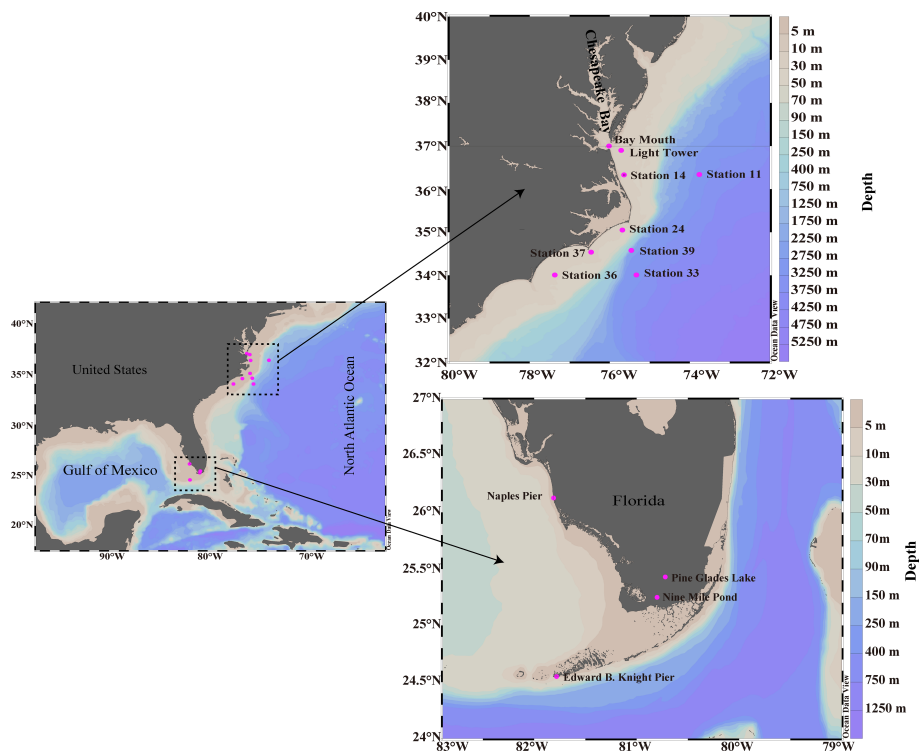 40°N
38°N
37°N
36°N
35°N
34°N
32°N
80°W
78°W
76°W
74°W
72°W
Chesapeake Bay
Bay Mouth
Light Tower
Station 14
Station 11
Station 24
Station 37
Station 39
Station 36
Station 33
Ocean Data View
5 m
10 m
30 m
50 m
70 m
90 m
150 m
250 m
400 m
750 m
1250 m
1750 m
2250 m
2750 m
3250 m
3750 m
4250 m
4750 m
5250 m
Depth
40°N
35°N
30°N
25°N
20°N
90°W
80°W
70°W
United States
Gulf of Mexico
North Atlantic Ocean
Ocean Data View
27°N
26.5°N
26°N
25.5°N
25°N
24.5°N
24°N
83°W
82°W
81°W
80°W
79°W
Naples Pier
Florida
Pine Glades Lake
Nine Mile Pond
Edward B. Knight Pier
Ocean Data View
5 m
10 m
30m
50m
70m
90m
150 m
250 m
400 m
750 m
1250 m
Depth